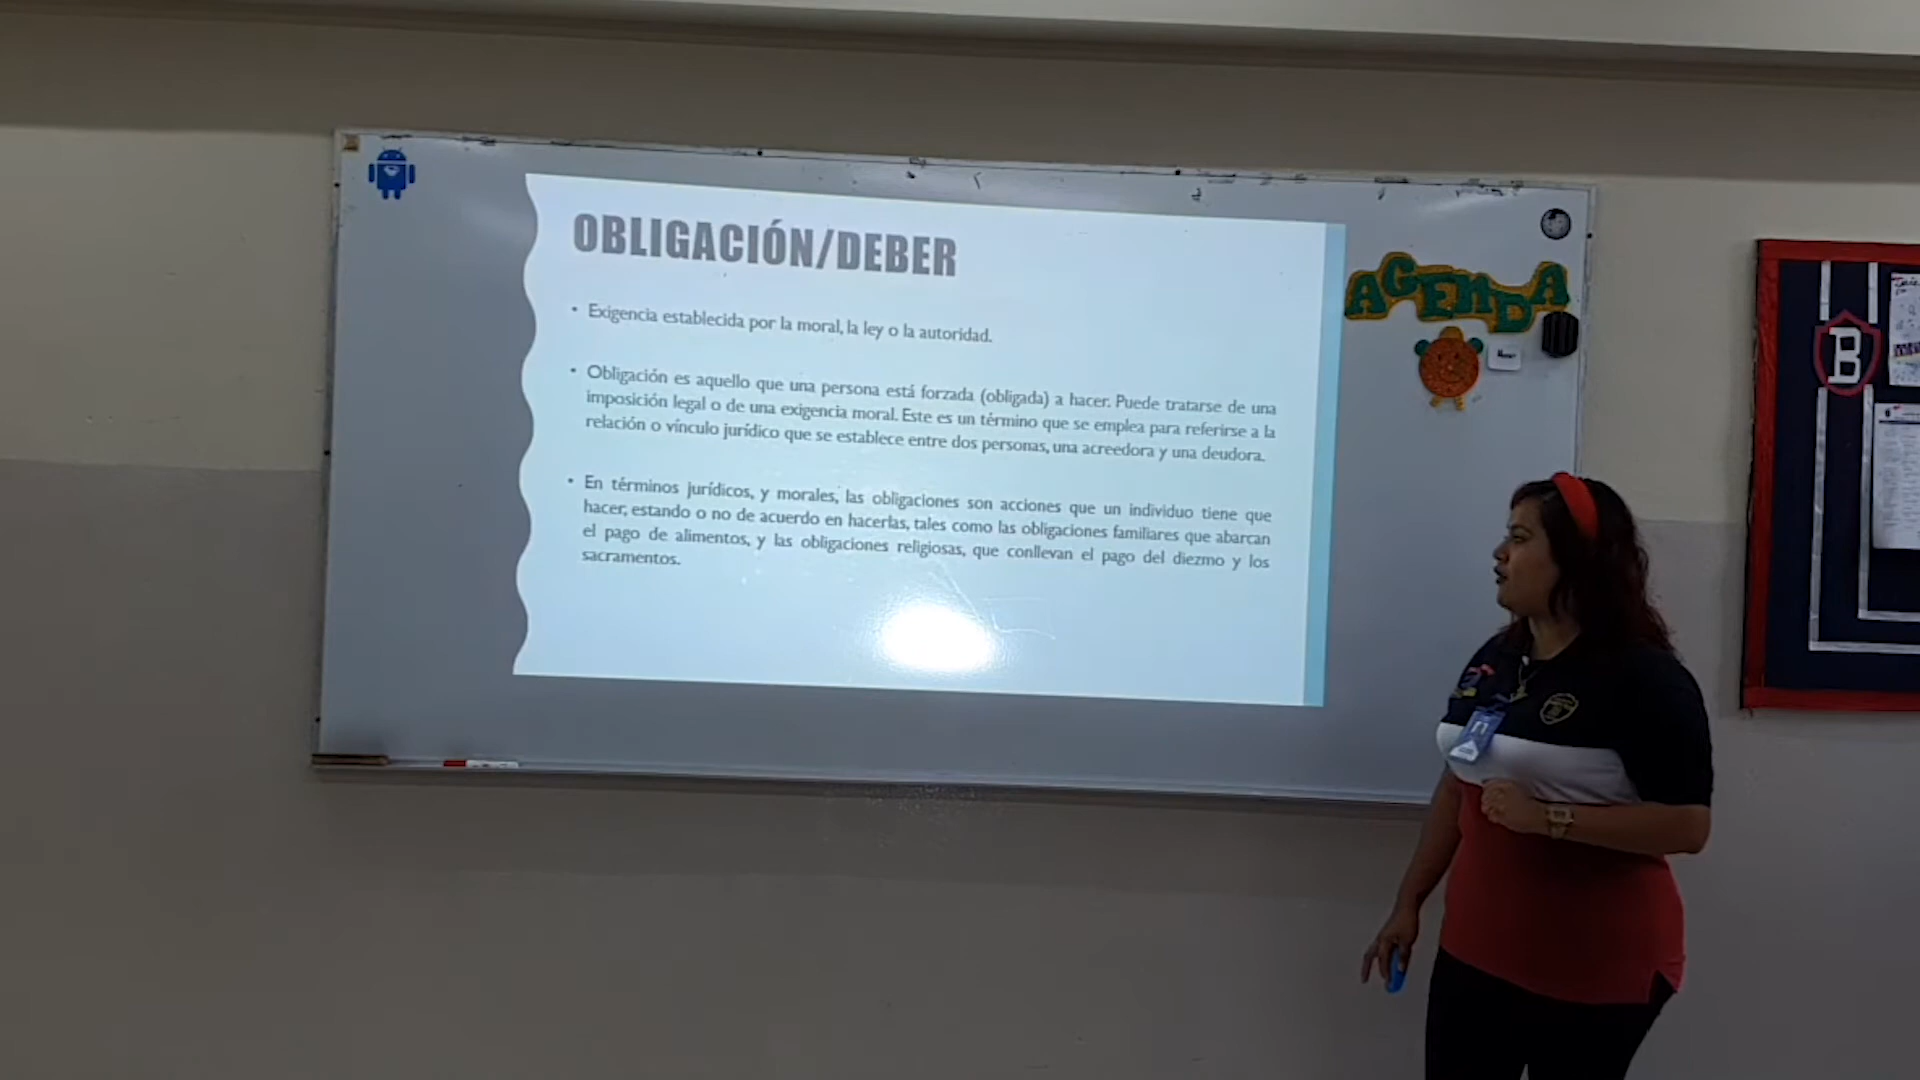 OBLIGACIÓN/DEBER
• Exigencia establecida por la moral, la ley o la autoridad.
• Obligación es aquello que una persona está forzada (obligada) a hacer. Puede tratarse de una
imposición legal o de una exigencia moral. Este es un término que se emplea para referirse a la
relación o vínculo jurídico que se establece entre dos personas, una acreedora y una deudora.
• En términos jurídicos, y morales, las obligaciones son acciones que un individuo tiene que
hacer, estando o no de acuerdo en hacerlas, tales como las obligaciones familiares que abarcan
el pago de alimentos, y las obligaciones religiosas, que conllevan el pago del diezmo y los
sacramentos.
AGENDA
B